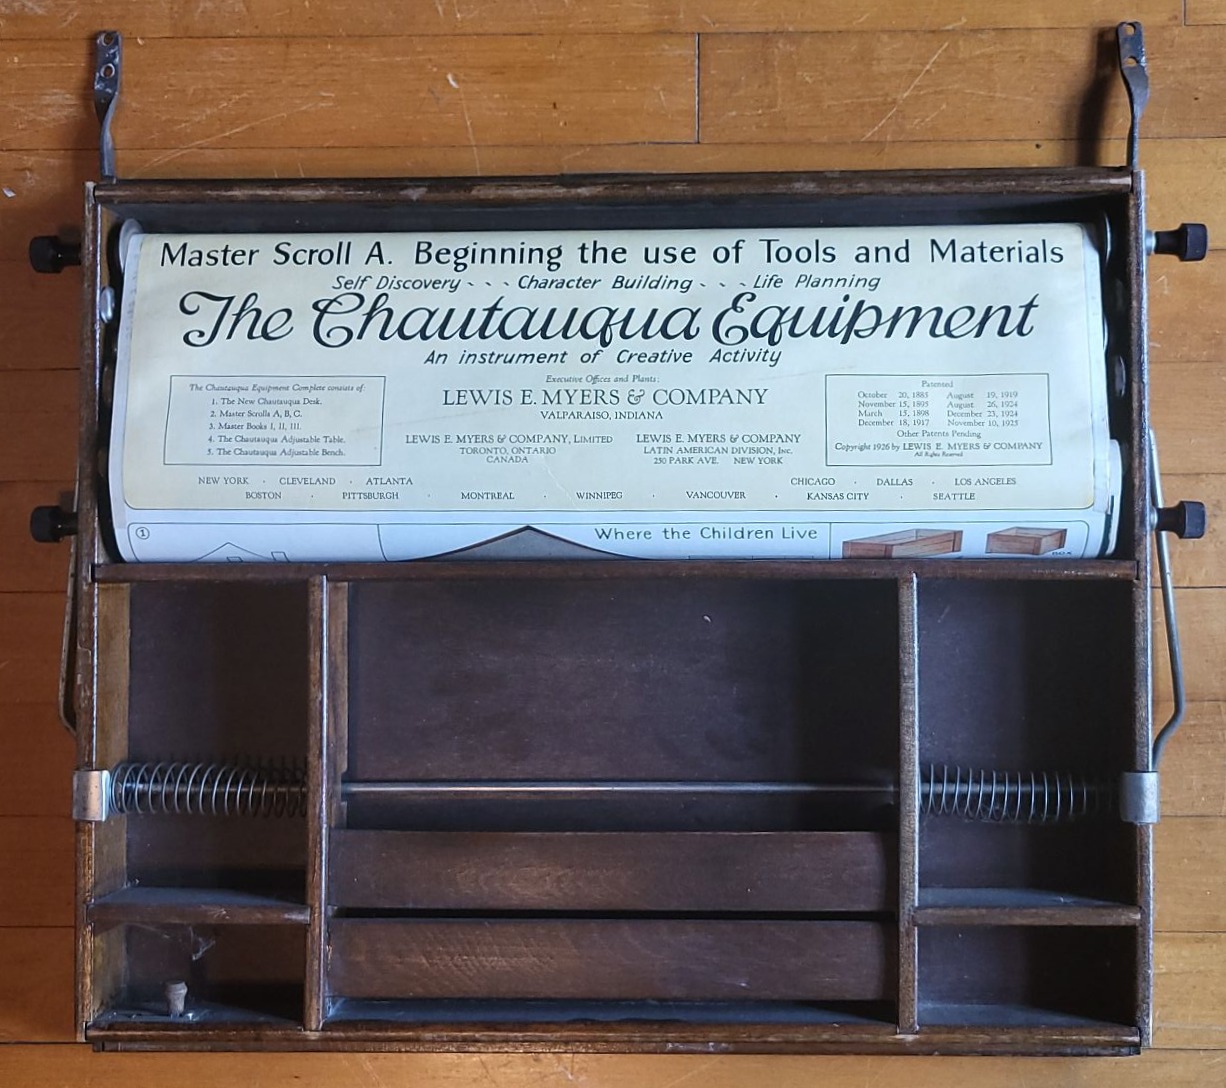 Master Scroll A. Beginning the use of Tools and Materials
Self Discovery - - - Character Building - - - Life Planning
The Chautauqua Equipment
An instrument of Creative Activity
The Chautauqua Equipment Complete consists of:
1. The New Chautauqua Desk.
2. Master Scrolls A, B, C.
3. Master Books I, II, III.
4. The Chautauqua Adjustable Table.
5. The Chautauqua Adjustable Bench.
Executive Offices and Plants:
LEWIS E. MYERS & COMPANY
VALPARAISO, INDIANA
LEWIS E. MYERS & COMPANY, LIMITED
TORONTO, ONTARIO
CANADA
LEWIS E. MYERS & COMPANY
LATIN AMERICAN DIVISION, Inc.
250 PARK AVE. NEW YORK
Patented
October 20, 1885 August 19, 1919
November 15, 1895 August 26, 1924
March 15, 1898 December 23, 1924
December 18, 1917 November 10, 1925
Other Patents Pending
Copyright 1926 by LEWIS E. MYERS & COMPANY
All Rights Reserved
NEW YORK · CLEVELAND · ATLANTA CHICAGO · DALLAS · LOS ANGELES
BOSTON · PITTSBURGH · MONTREAL · WINNIPEG · VANCOUVER · KANSAS CITY · SEATTLE
① Where the Children Live
BOX